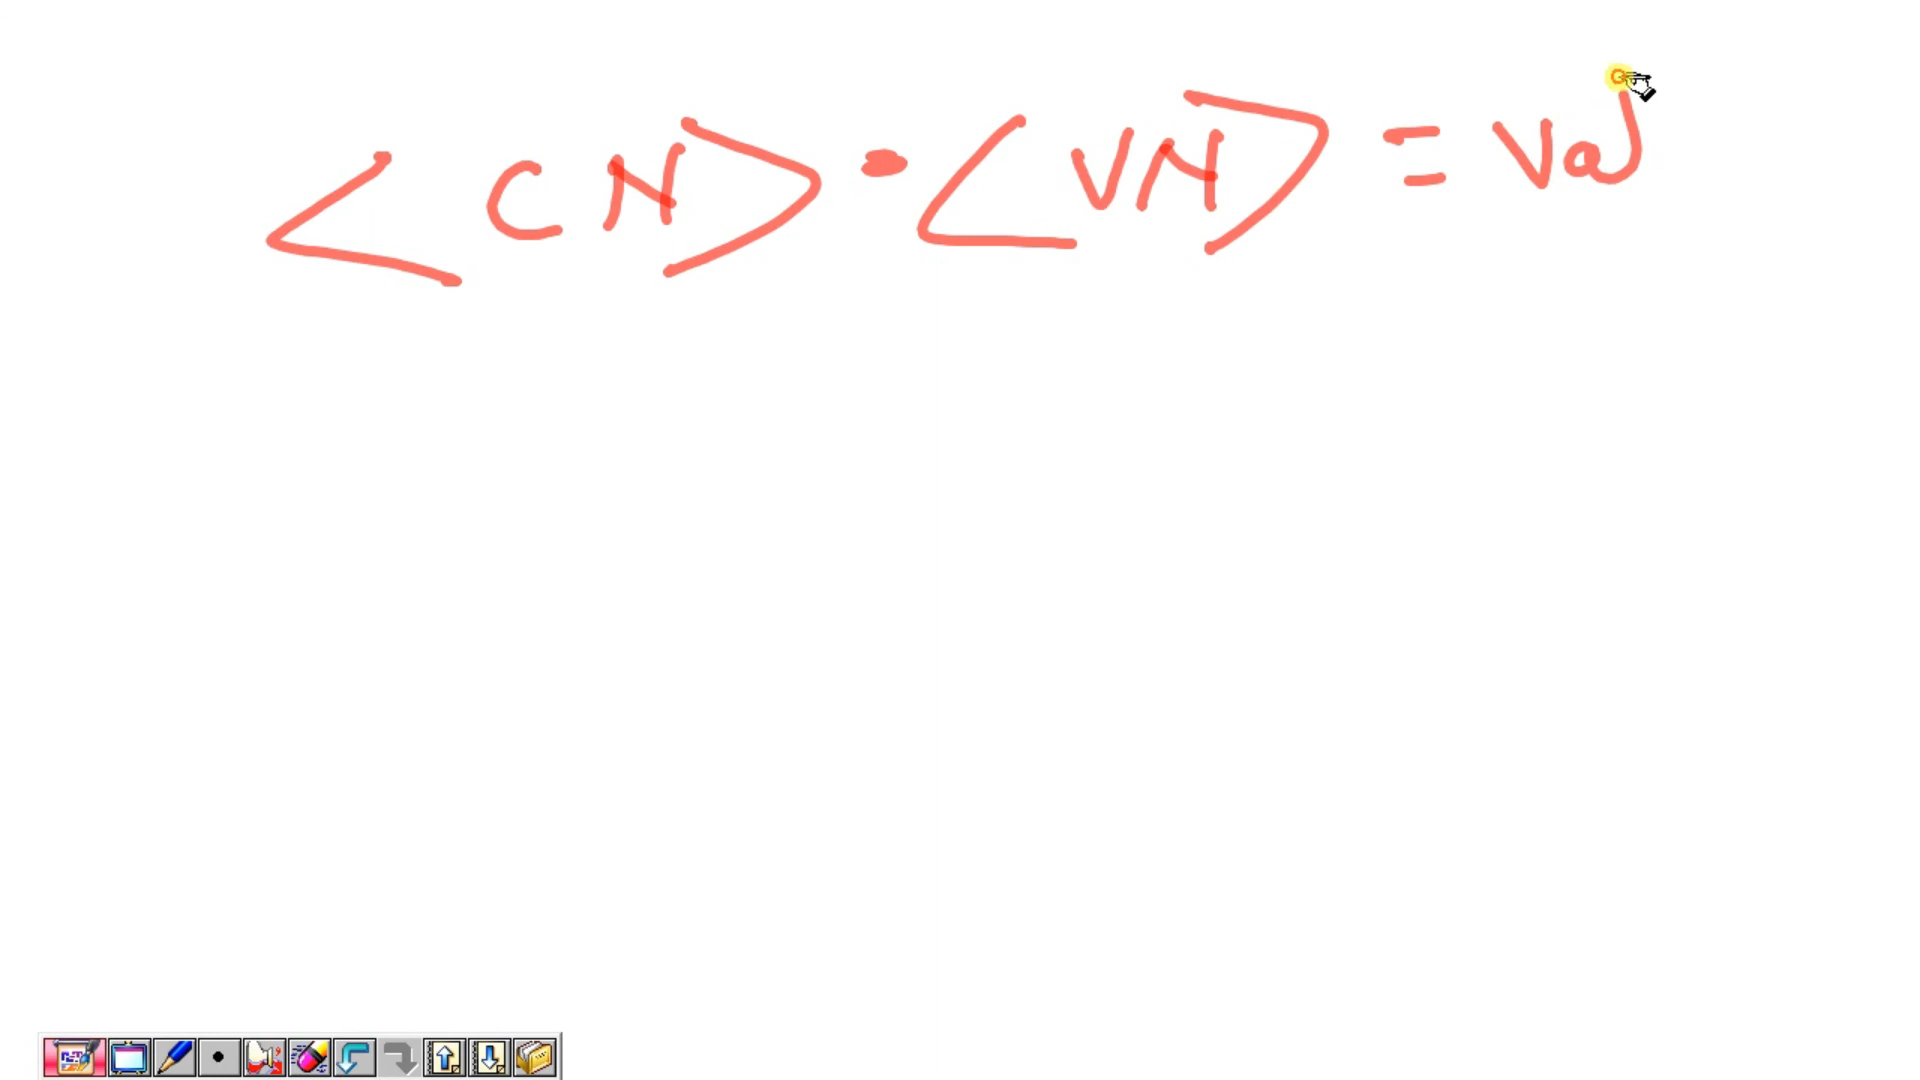 <CN>.<VN> = val